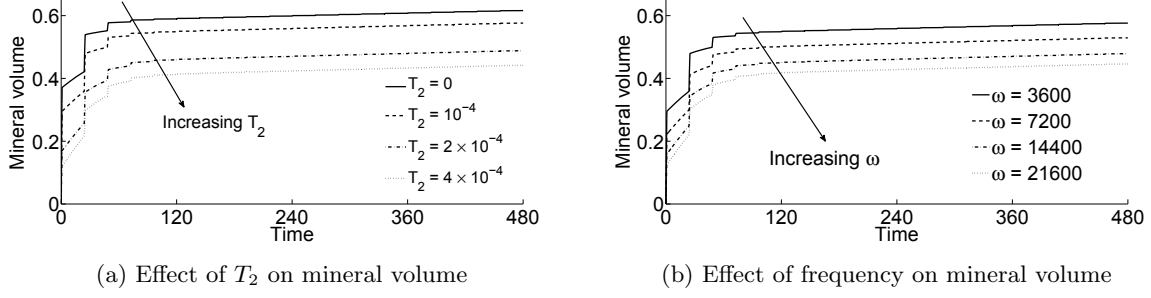 0.6
0.4
0.2
0
Mineral volume
Increasing T₂
T₂ = 0
T₂ = 10⁻⁴
T₂ = 2 × 10⁻⁴
T₂ = 4 × 10⁻⁴
0 120 240 360 480
Time
(a) Effect of T₂ on mineral volume
0.6
0.4
0.2
0
Mineral volume
Increasing ω
ω = 3600
ω = 7200
ω = 14400
ω = 21600
0 120 240 360 480
Time
(b) Effect of frequency on mineral volume